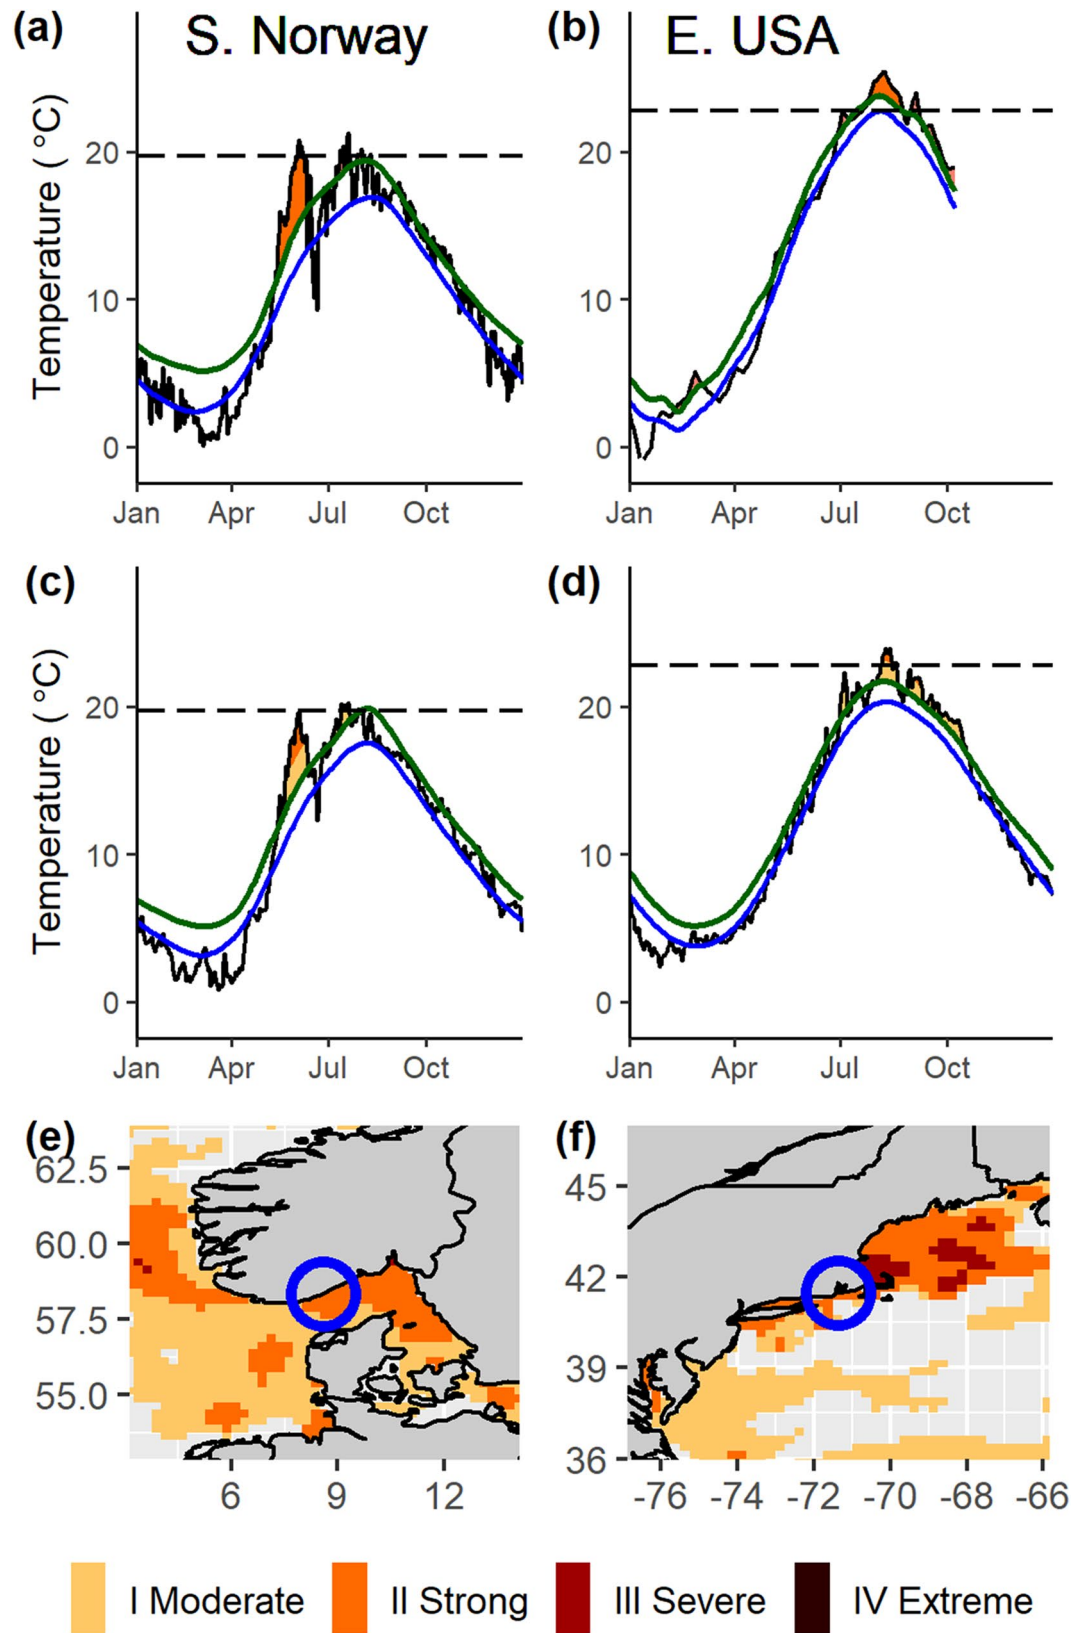 (a) S. Norway
(b) E. USA
Temperature ( °C)
20
10
0
Jan Apr Jul Oct
20
10
0
Jan Apr Jul Oct
(c)
(d)
Temperature ( °C)
20
10
0
Jan Apr Jul Oct
20
10
0
Jan Apr Jul Oct
(e)
62.5
60.0
57.5
55.0
6 9 12
(f)
45
42
39
36
-76 -74 -72 -70 -68 -66
I Moderate II Strong III Severe IV Extreme